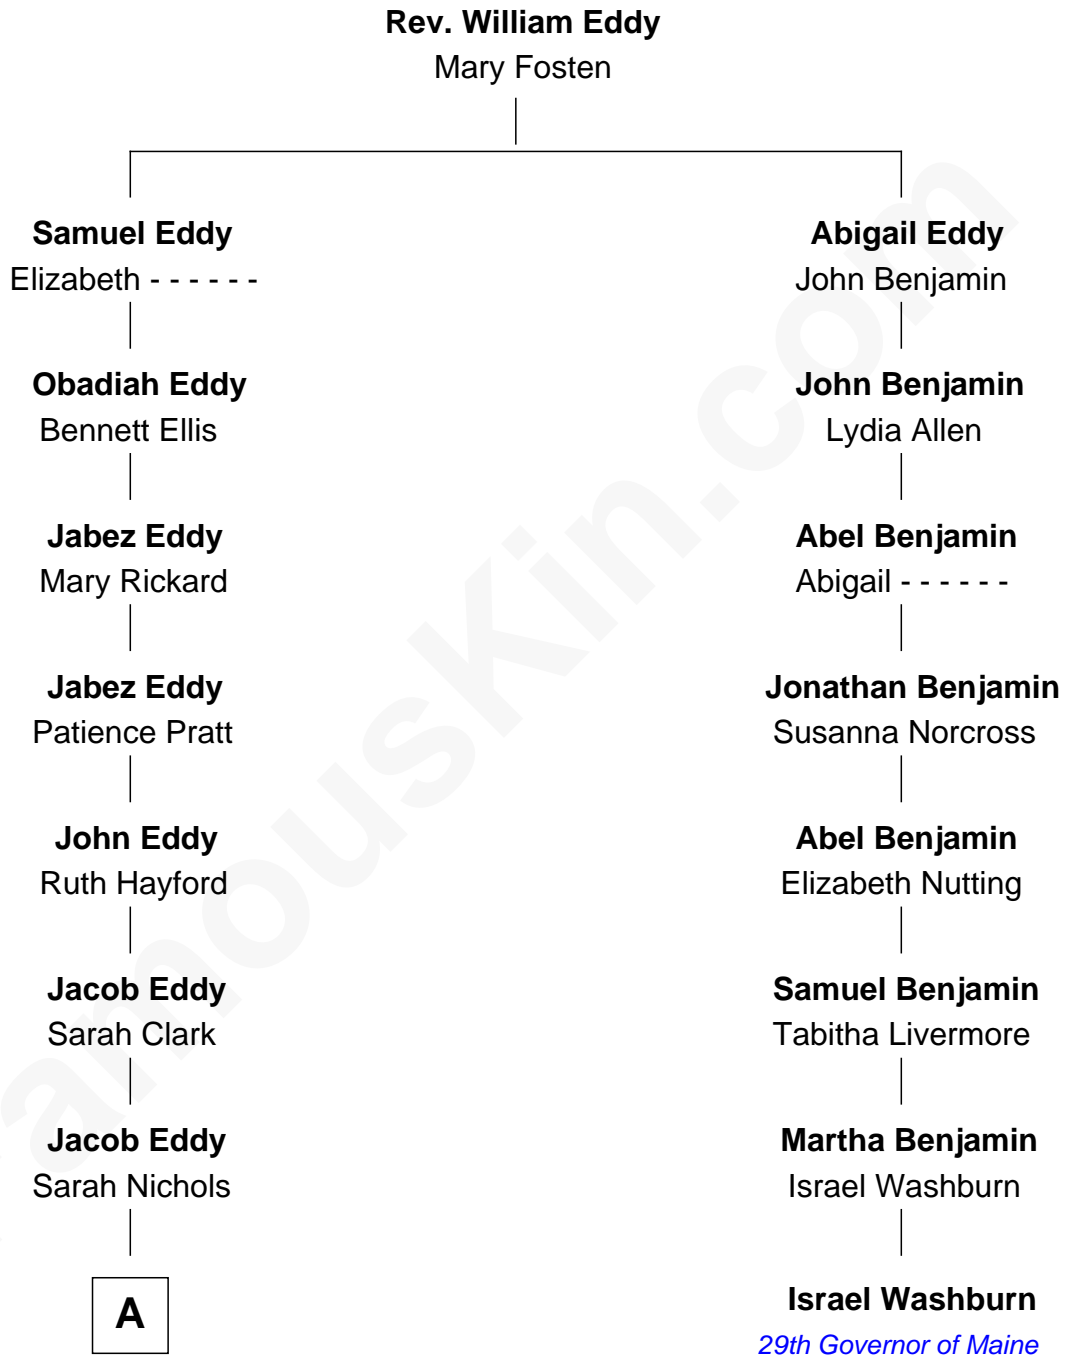 Rev. William Eddy
Mary Fosten
Samuel Eddy
Elizabeth - - - - - -
Abigail Eddy
John Benjamin
Obadiah Eddy
Bennett Ellis
John Benjamin
Lydia Allen
Jabez Eddy
Mary Rickard
Abel Benjamin
Abigail - - - - - -
Jabez Eddy
Patience Pratt
Jonathan Benjamin
Susanna Norcross
John Eddy
Ruth Hayford
Abel Benjamin
Elizabeth Nutting
Jacob Eddy
Sarah Clark
Samuel Benjamin
Tabitha Livermore
Jacob Eddy
Sarah Nichols
Martha Benjamin
Israel Washburn
A
Israel Washburn
29th Governor of Maine
amousKin.com